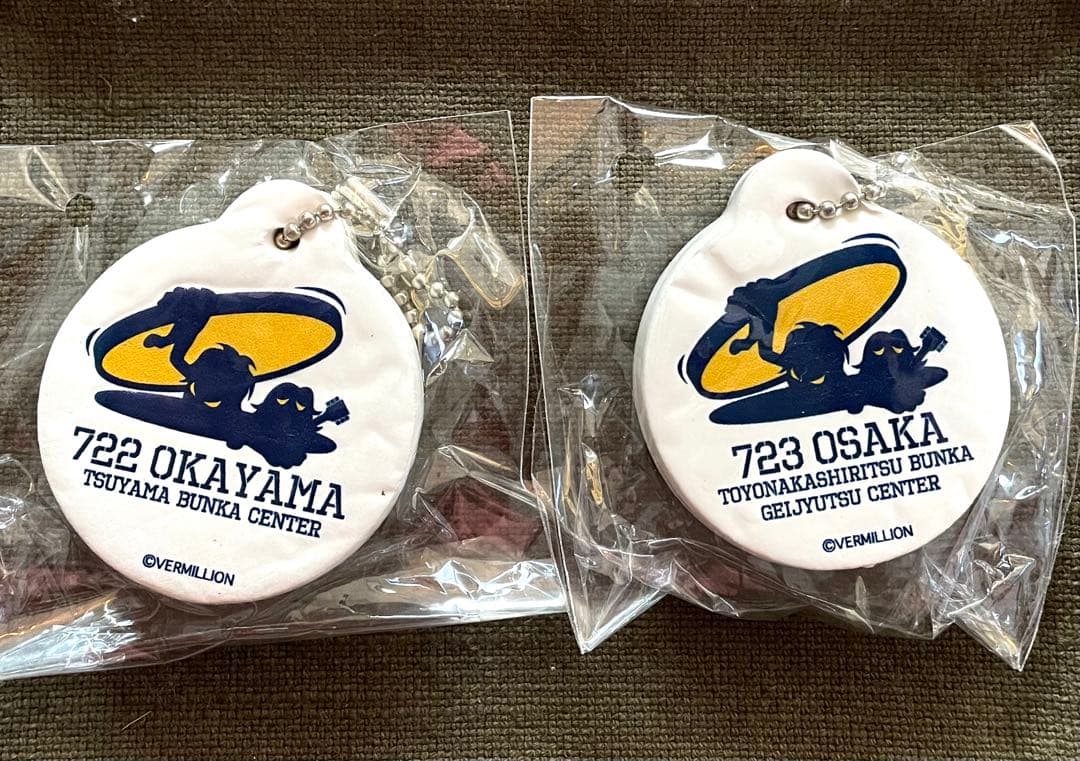 722 OKAYAMA
TSUYAMA BUNKA CENTER
©VERMILLION
723 OSAKA
TOYONAKASHIRITSU BUNKA
GEIJYUTSU CENTER
©VERMILLION